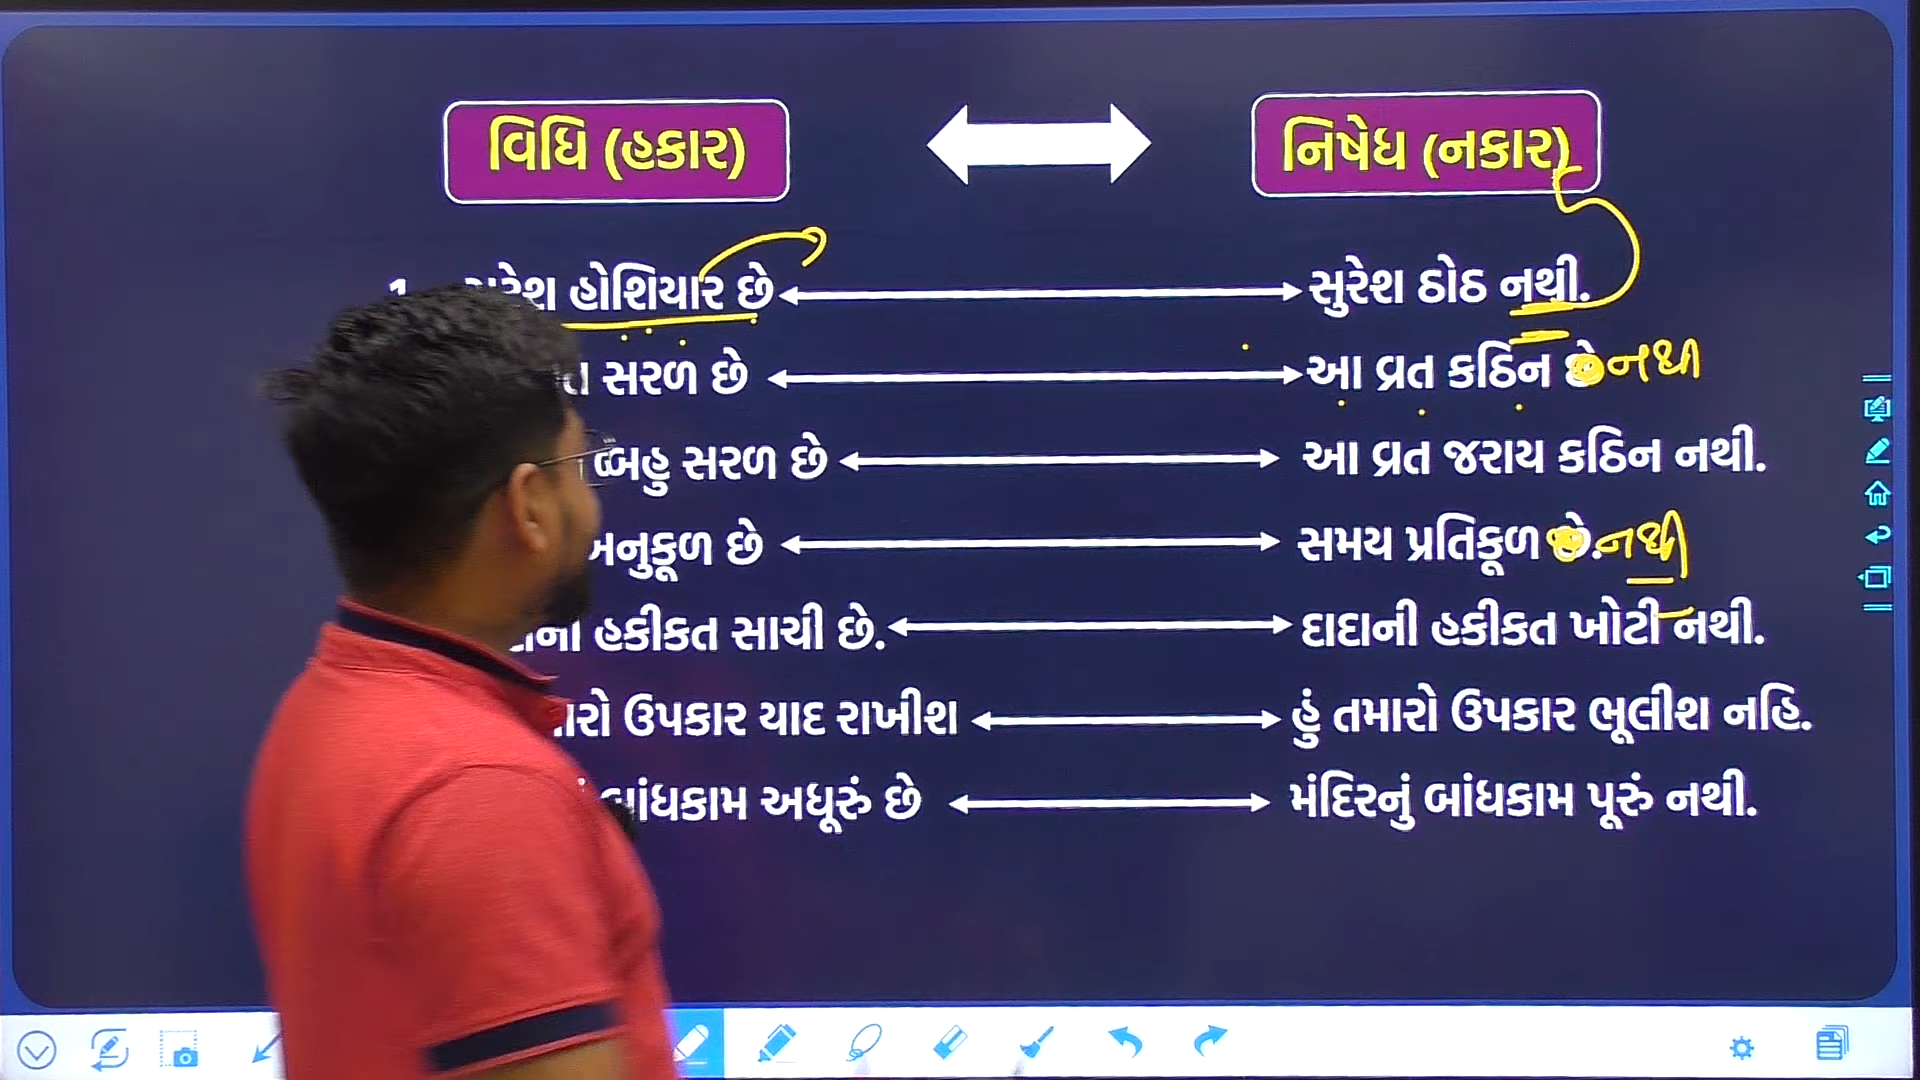 વિધિ (હકાર) નિષેધ (નકાર)
1. સુરેશ હોશિયાર છે સુરેશ ઠોઠ નથી.
સરળ છે આ વ્રત કઠિન છે નથી
બહુ સરળ છે આ વ્રત જરાય કઠિન નથી.
અનુકૂળ છે સમય પ્રતિકૂળ છે. નથી
હકીકત સાચી છે. દાદાની હકીકત ખોટી નથી.
ઉપકાર યાદ રાખીશ હું તમારો ઉપકાર ભૂલીશ નહિ.
બાંધકામ અધૂરું છે મંદિરનું બાંધકામ પૂરું નથી.